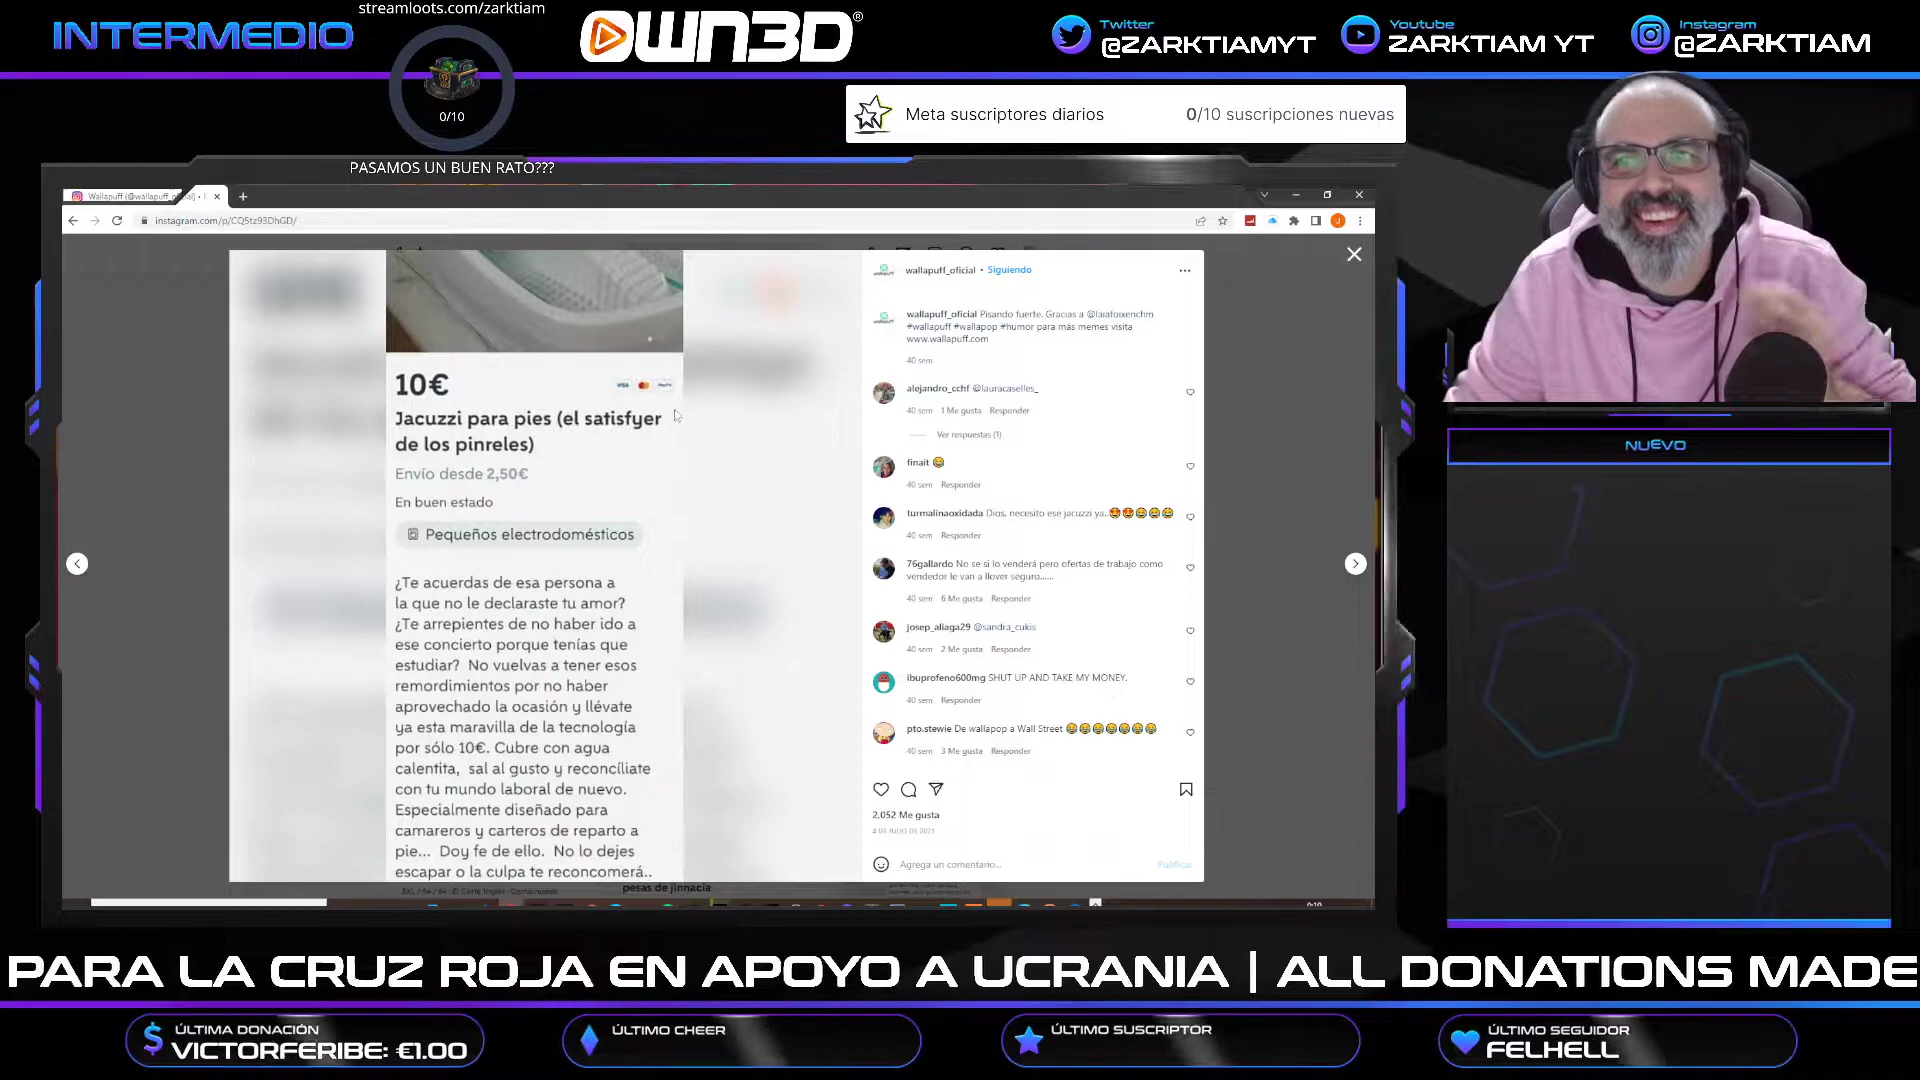 INTERMEDIO
streamloots.com/zarktiam
0/10
OWN3D®
Twitter
@ZARKTIAMYT
Youtube
ZARKTIAM YT
Instagram
@ZARKTIAM
Meta suscriptores diarios
0/10 suscripciones nuevas
PASAMOS UN BUEN RATO???
instagram.com/p/CQ5tz93DhGD/
10€
VISA
PayPal
Jacuzzi para pies (el satisfyer
de los pinreles)
Envío desde 2,50€
En buen estado
Pequeños electrodomésticos
¿Te acuerdas de esa persona a
la que no le declaraste tu amor?
¿Te arrepientes de no haber ido a
ese concierto porque tenías que
estudiar? No vuelvas a tener esos
remordimientos por no haber
aprovechado la ocasión y llévate
ya esta maravilla de la tecnología
por sólo 10€. Cubre con agua
calentita, sal al gusto y reconcíliate
con tu mundo laboral de nuevo.
Especialmente diseñado para
camareros y carteros de reparto a
pie... Doy fe de ello. No lo dejes
escapar o la culpa te reconcomerá..
pesas de jinnacia
wallapuff_oficial • Siguiendo
wallapuff_oficial Pisando fuerte. Gracias a @laiafoixenchm
#wallapuff #wallapop #humor para más memes visita
www.wallapuff.com
40 sem
alejandro_cchf @lauracaselles_
40 sem 1 Me gusta Responder
Ver respuestas (1)
finait 😂
40 sem Responder
turmalinaoxidada Dios, necesito ese jacuzzi ya..😍😍😂😂😂
40 sem Responder
76gallardo No se si lo venderá pero ofertas de trabajo como
vendedor le van a llover seguro......
40 sem 6 Me gusta Responder
josep_aliaga29 @sandra_cukis
40 sem 2 Me gusta Responder
ibuprofeno600mg SHUT UP AND TAKE MY MONEY.
40 sem Responder
pto.stewie De wallapop a Wall Street 😂😂😂😂😂😂😂
40 sem 3 Me gusta Responder
2,052 Me gusta
4 DE JULIO DE 2021
Agrega un comentario...
Publicar
NUEVO
PARA LA CRUZ ROJA EN APOYO A UCRANIA | ALL DONATIONS MADE
ÚLTIMA DONACIÓN
VICTORFERIBE: €1.00
ÚLTIMO CHEER
ÚLTIMO SUSCRIPTOR
ÚLTIMO SEGUIDOR
FELHELL